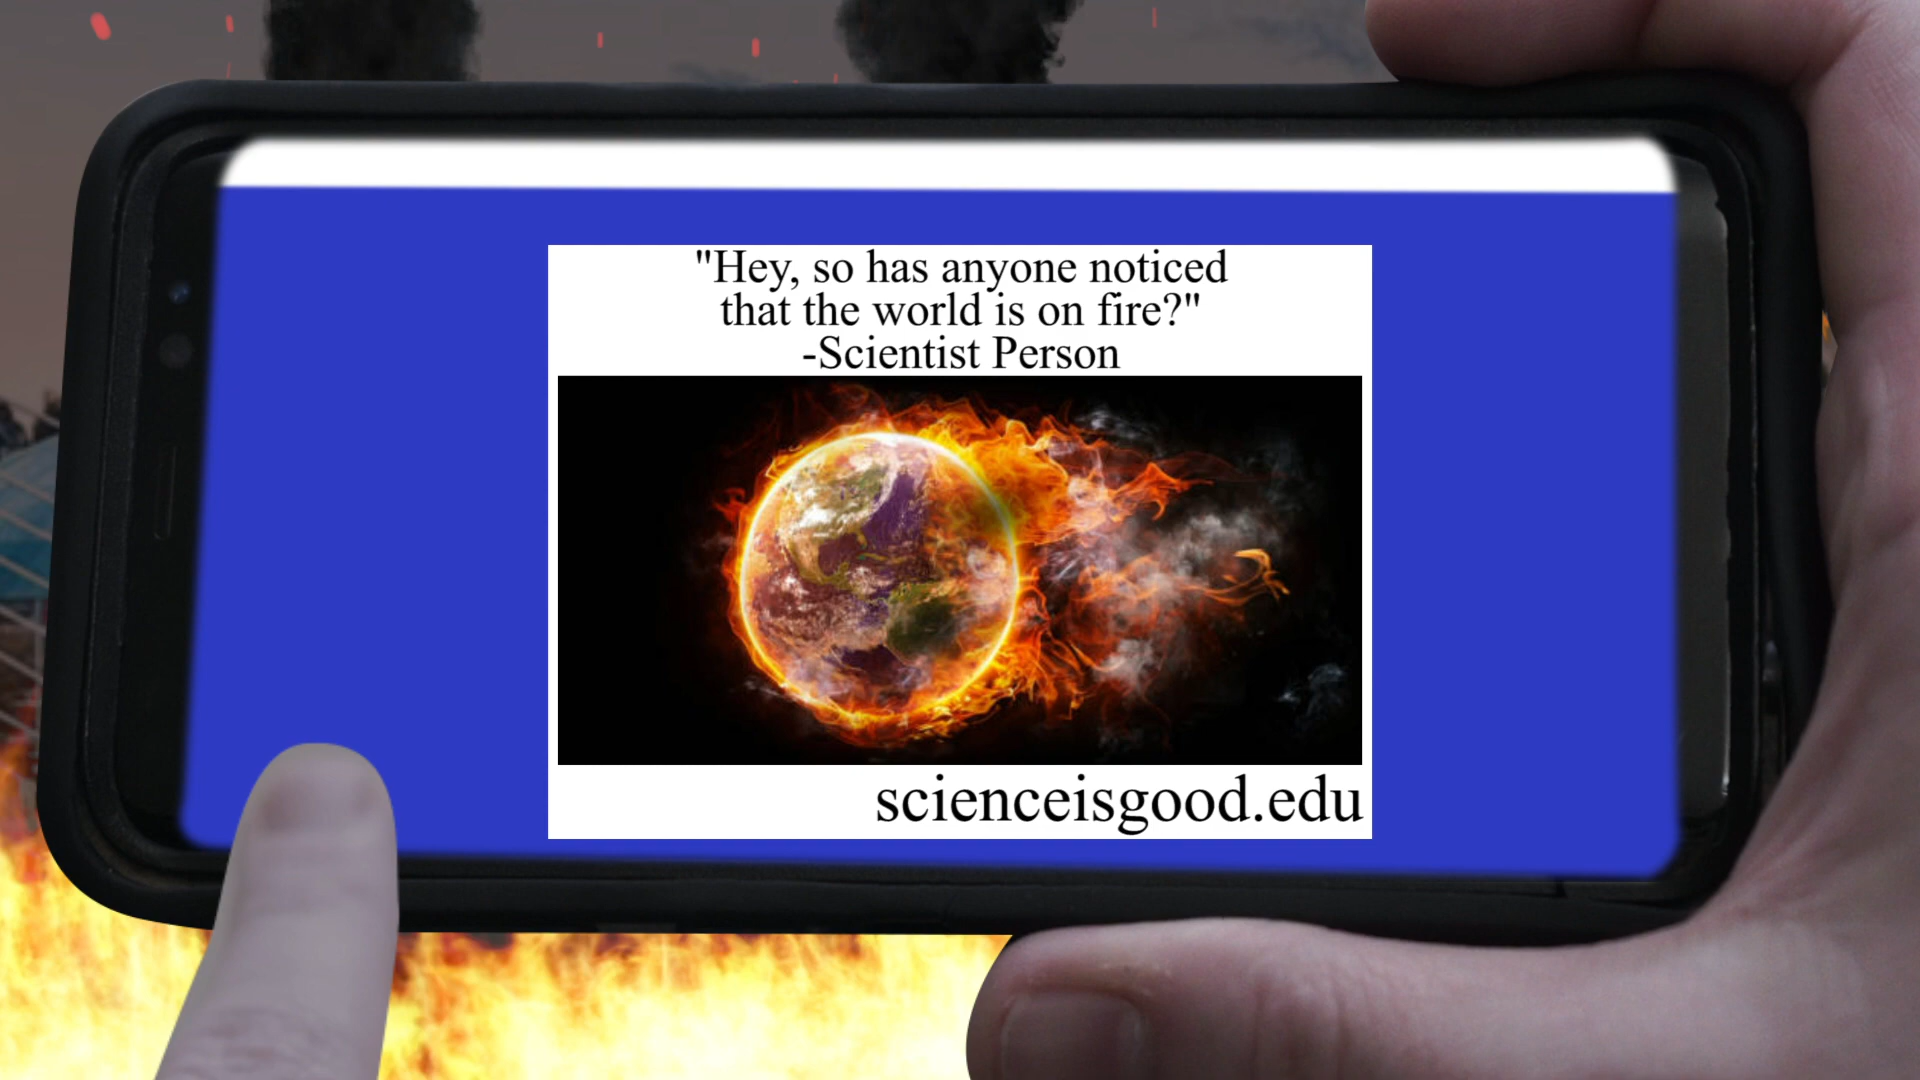 "Hey, so has anyone noticed
that the world is on fire?"
-Scientist Person
scienceisgood.edu